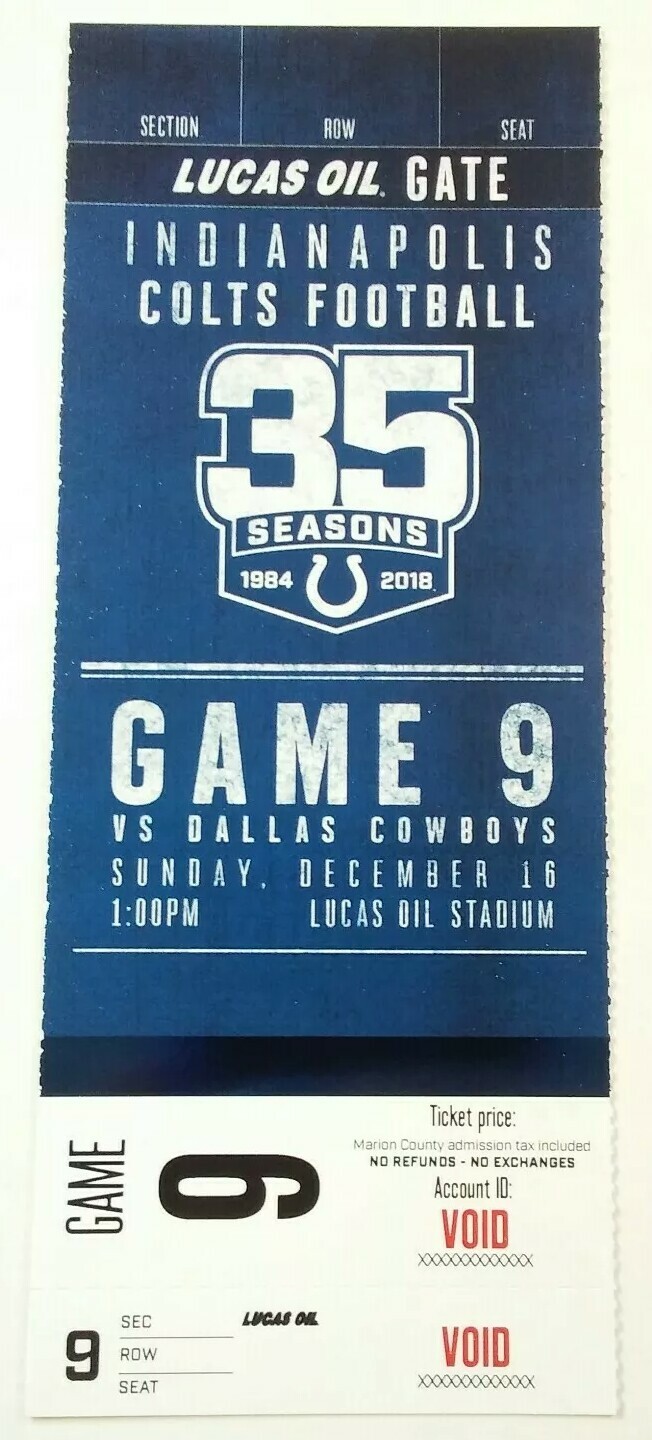 SECTION ROW SEAT
LUCAS OIL GATE
INDIANAPOLIS
COLTS FOOTBALL
35
SEASONS
1984 2018
GAME 9
VS DALLAS COWBOYS
SUNDAY, DECEMBER 16
1:00PM LUCAS OIL STADIUM
GAME 9
Ticket price:
Marion County admission tax included
NO REFUNDS - NO EXCHANGES
Account ID:
VOID
XXXXXXXXXXXXX
9
SEC
ROW
SEAT
LUCAS OIL
VOID
XXXXXXXXXXXXX